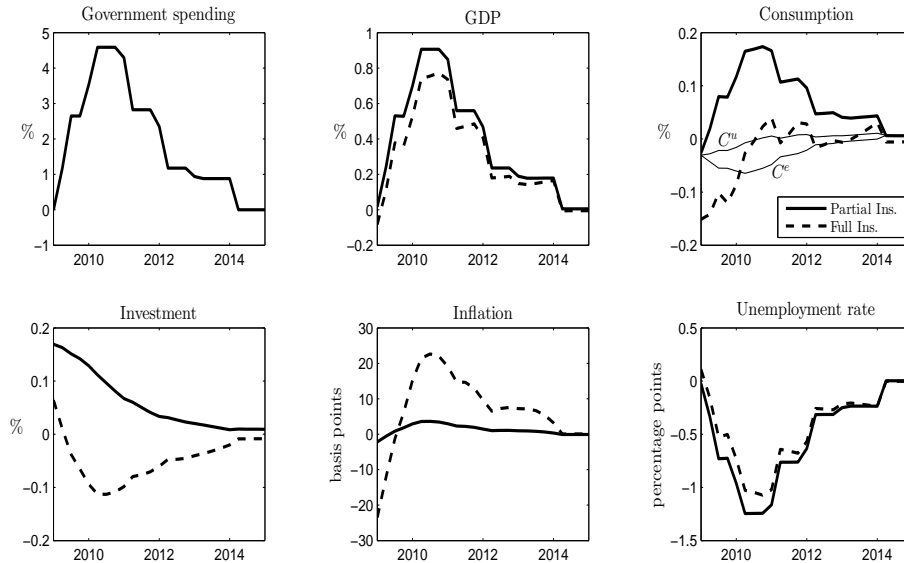 Government spending
5
4
3
2
1
0
−1
%
2010 2012 2014
GDP
1
0.8
0.6
0.4
0.2
0
−0.2
%
2010 2012 2014
Consumption
0.2
0.1
0
−0.1
−0.2
%
C^u
C^e
Partial Ins.
Full Ins.
2010 2012 2014
Investment
0.2
0.1
0
−0.1
−0.2
%
2010 2012 2014
Inflation
30
20
10
0
−10
−20
−30
basis points
2010 2012 2014
Unemployment rate
0.5
0
−0.5
−1
−1.5
percentage points
2010 2012 2014